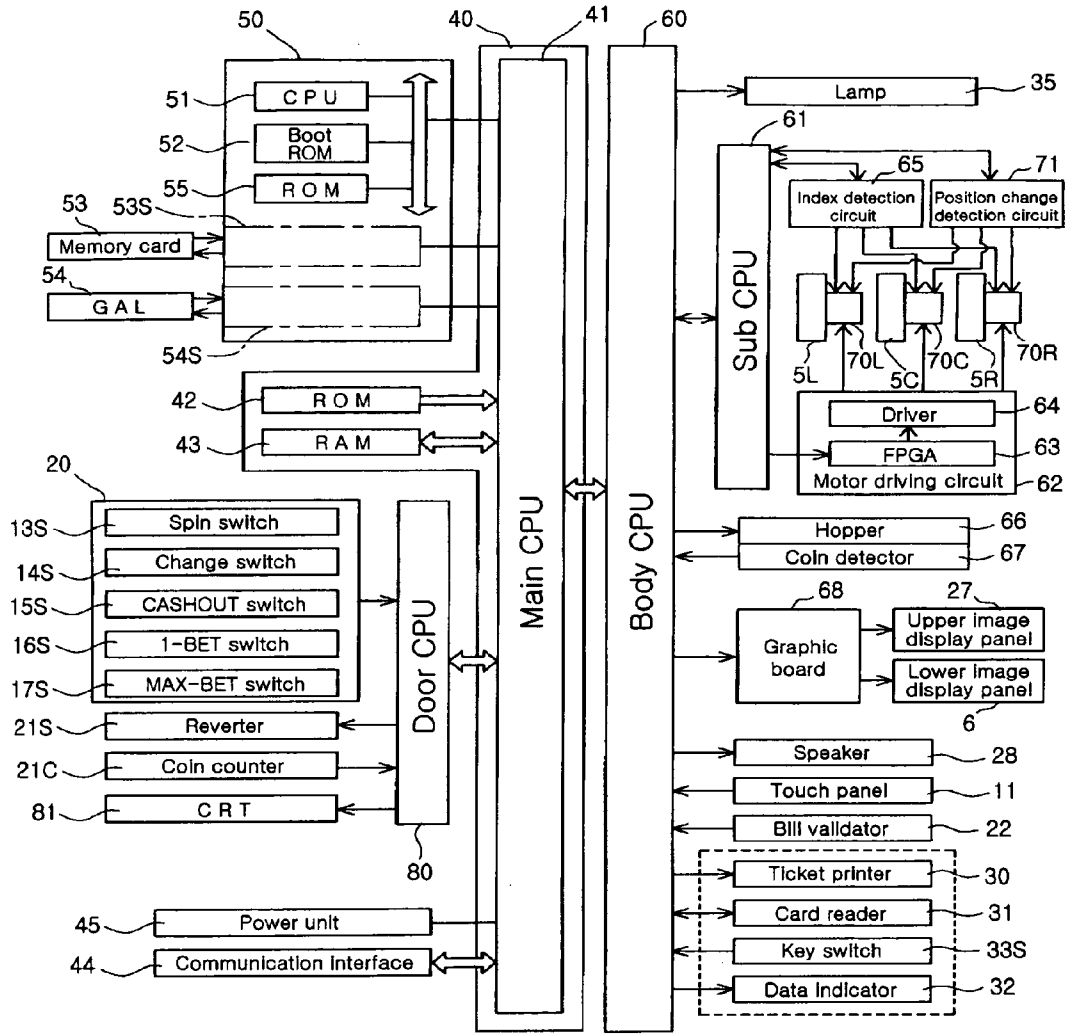 40
41
60
50
51
CPU
52
Boot
ROM
55
ROM
53
53S
Memory card
54
GAL
54S
42
ROM
43
RAM
20
13S
Spin switch
14S
Change switch
15S
CASHOUT switch
16S
1-BET switch
17S
MAX-BET switch
21S
Reverter
21C
Coin counter
81
CRT
Door CPU
80
45
Power unit
44
Communication interface
Main CPU
Body CPU
Lamp
35
61
Sub CPU
65
71
Index detection
circuit
Position change
detection circuit
5L
70L
5C
70C
5R
70R
Driver
64
FPGA
63
Motor driving circuit
62
Hopper
66
Coin detector
67
68
Graphic
board
27
Upper image
display panel
Lower image
display panel
6
Speaker
28
Touch panel
11
Bill validator
22
Ticket printer
30
Card reader
31
Key switch
33S
Data indicator
32